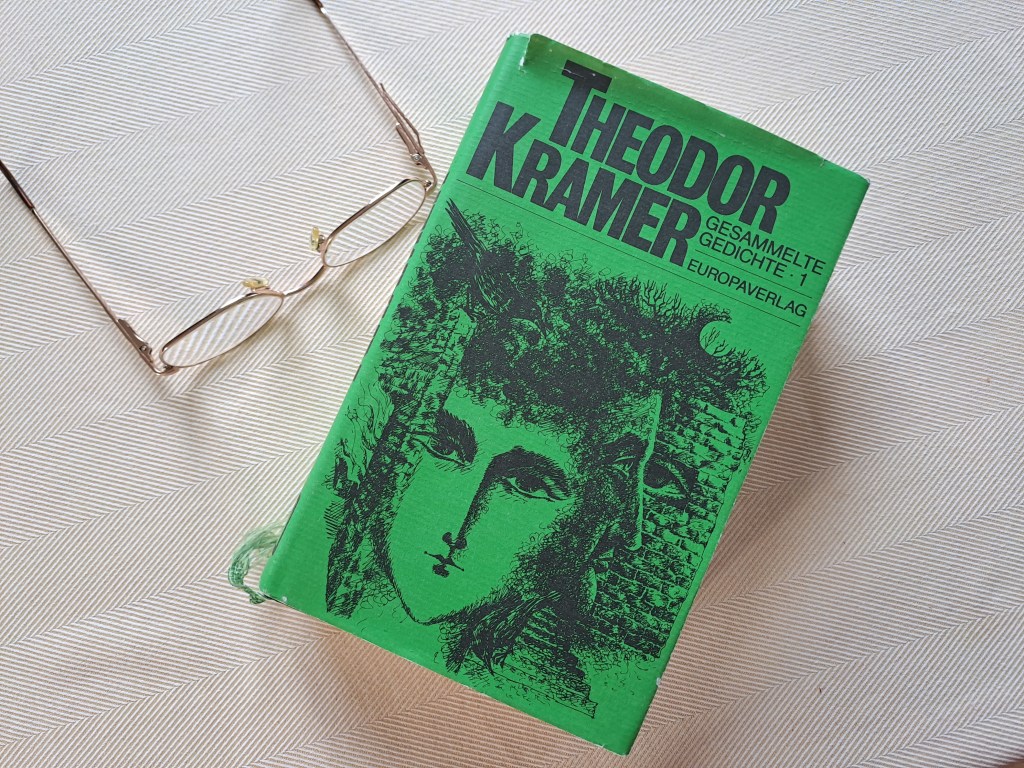 THEODOR
KRAMER
GESAMMELTE
GEDICHTE · 1
EUROPAVERLAG